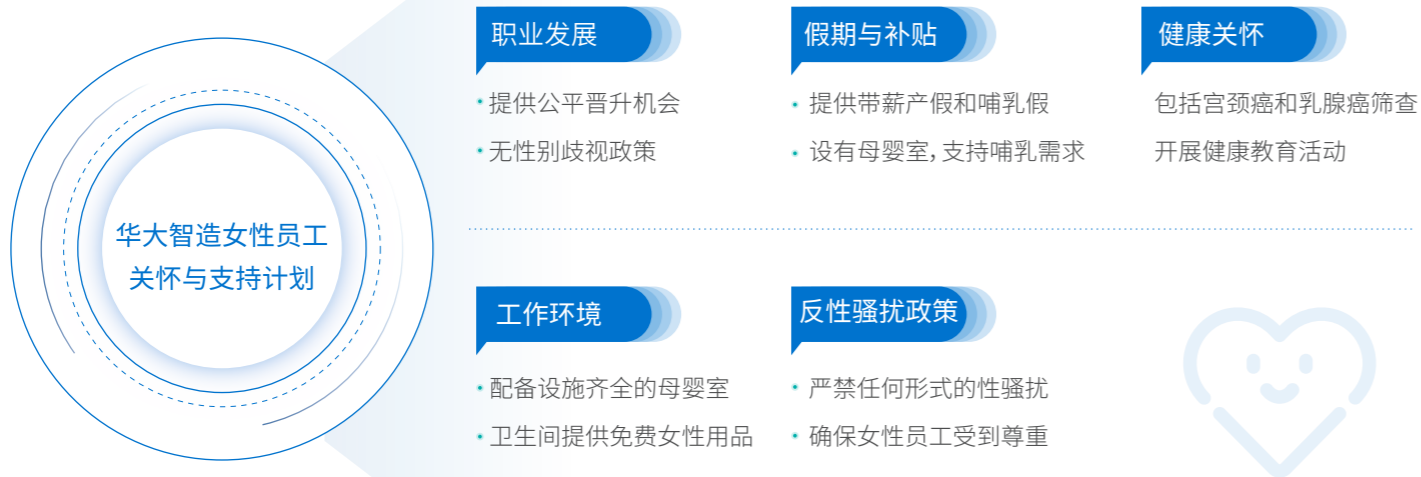 华大智造女性员工
关怀与支持计划
职业发展
• 提供公平晋升机会
• 无性别歧视政策
假期与补贴
• 提供带薪产假和哺乳假
• 设有母婴室，支持哺乳需求
健康关怀
包括宫颈癌和乳腺癌筛查
开展健康教育活动
工作环境
• 配备设施齐全的母婴室
• 卫生间提供免费女性用品
反性骚扰政策
• 严禁任何形式的性骚扰
• 确保女性员工受到尊重